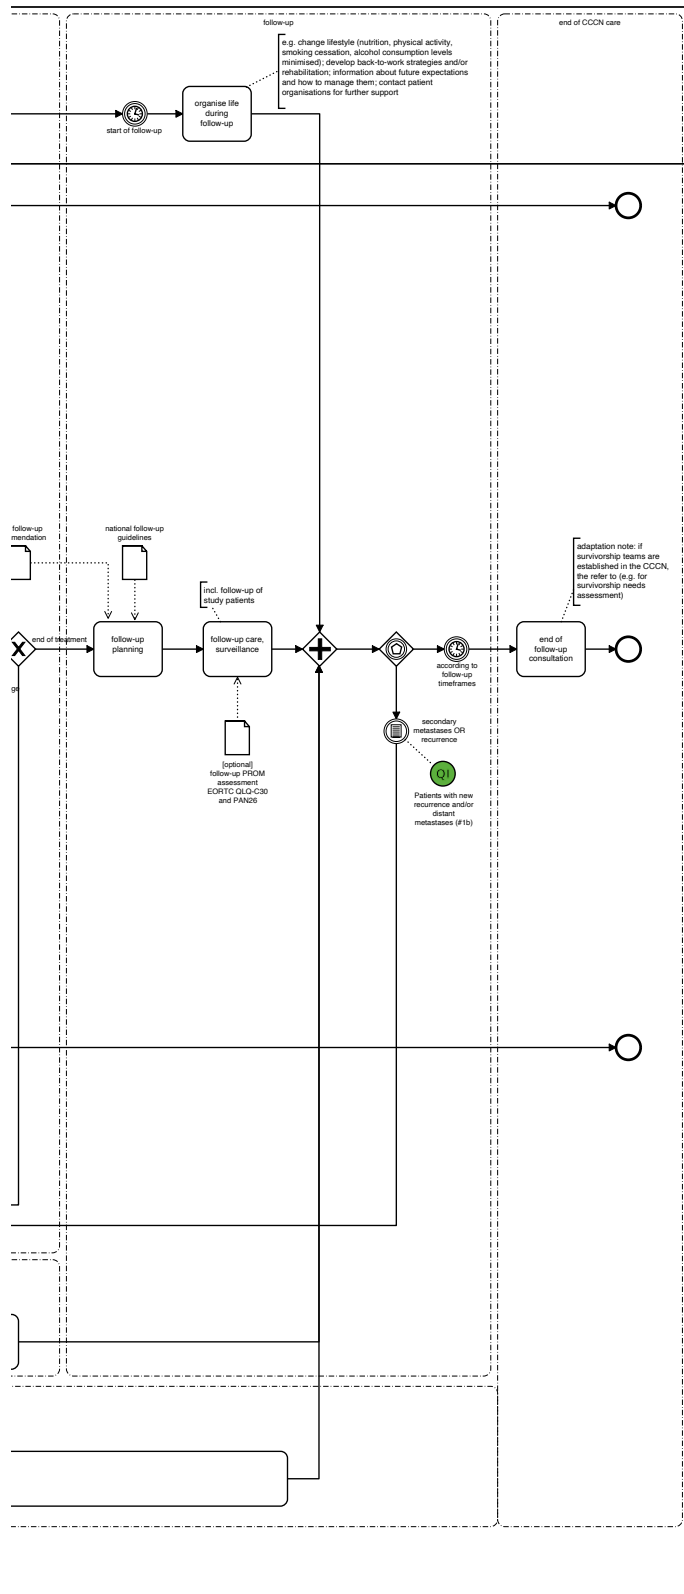 follow-up
end of CCCN care
e.g. change lifestyle (nutrition, physical activity,
smoking cessation, alcohol consumption levels
minimised); develop back-to-work strategies and/or
rehabilitation; information about future expectations
and how to manage them; contact patient
organisations for further support
organise life
during
follow-up
start of follow-up
follow-up
mendation
national follow-up
guidelines
adaptation note: if
survivorship teams are
established in the CCCN,
the refer to (e.g. for
survivorship needs
assessment)
incl. follow-up of
study patients
end of treatment
follow-up
planning
follow-up care,
surveillance
end of
follow-up
consultation
according to
follow-up
timeframes
ge
secondary
metastases OR
recurrence
QI
[optional]
follow-up PROM
assessment
EORTC QLQ-C30
and PAN26
Patients with new
recurrence and/or
distant
metastases (#1b)